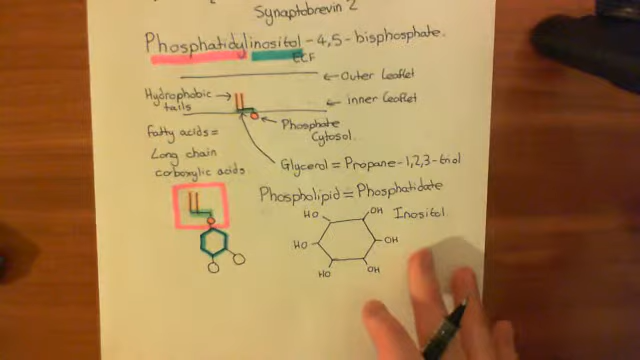 Synaptobrevin 2
Phosphatidylinositol-4,5-bisphosphate.
ECF
Outer Leaflet
Hydrophobic tails
inner Leaflet
Phosphate
Cytosol.
Fatty acids =
Long chain
carboxylic acids
Glycerol = Propane-1,2,3-triol
Phospholipid = Phosphatidate
HO
OH
Inositol
HO
OH
HO
OH